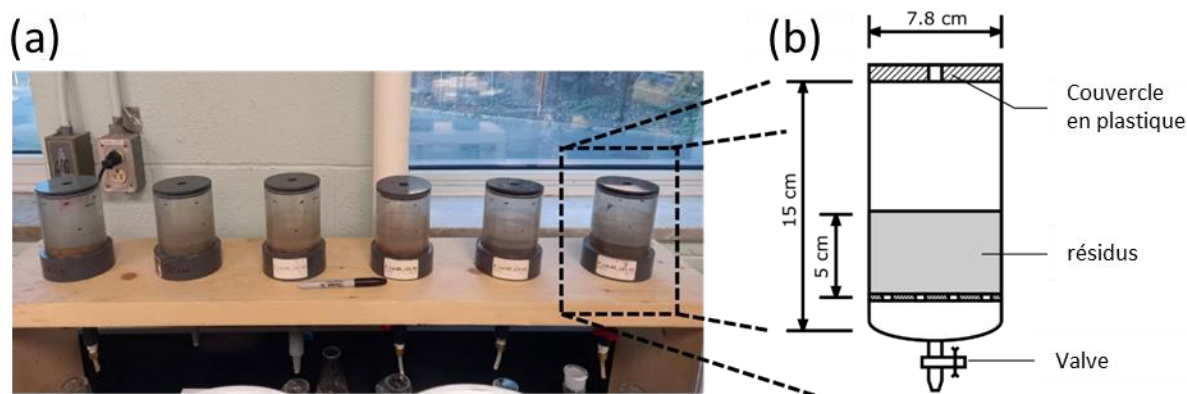 (a)
(b)
7.8 cm
Couvercle
en plastique
15 cm
5 cm
résidus
Valve